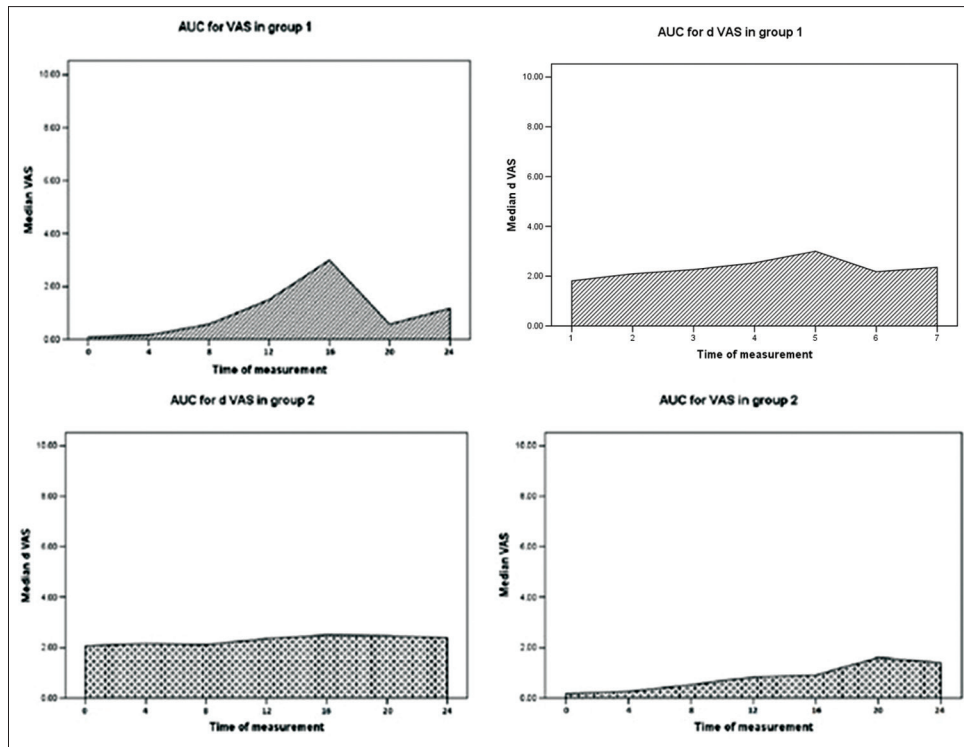 AUC for VAS in group 1
10.00
8.00
6.00
4.00
2.00
0.00
Median VAS
0 4 8 12 16 20 24
Time of measurement
AUC for d VAS in group 1
10.00
8.00
6.00
4.00
2.00
0.00
Median d VAS
1 2 3 4 5 6 7
Time of measurement
AUC for d VAS in group 2
10.00
8.00
6.00
4.00
2.00
0.00
Median d VAS
0 4 8 12 16 20 24
Time of measurement
AUC for VAS in group 2
10.00
8.00
6.00
4.00
2.00
0.00
Median VAS
0 4 8 12 16 20 24
Time of measurement